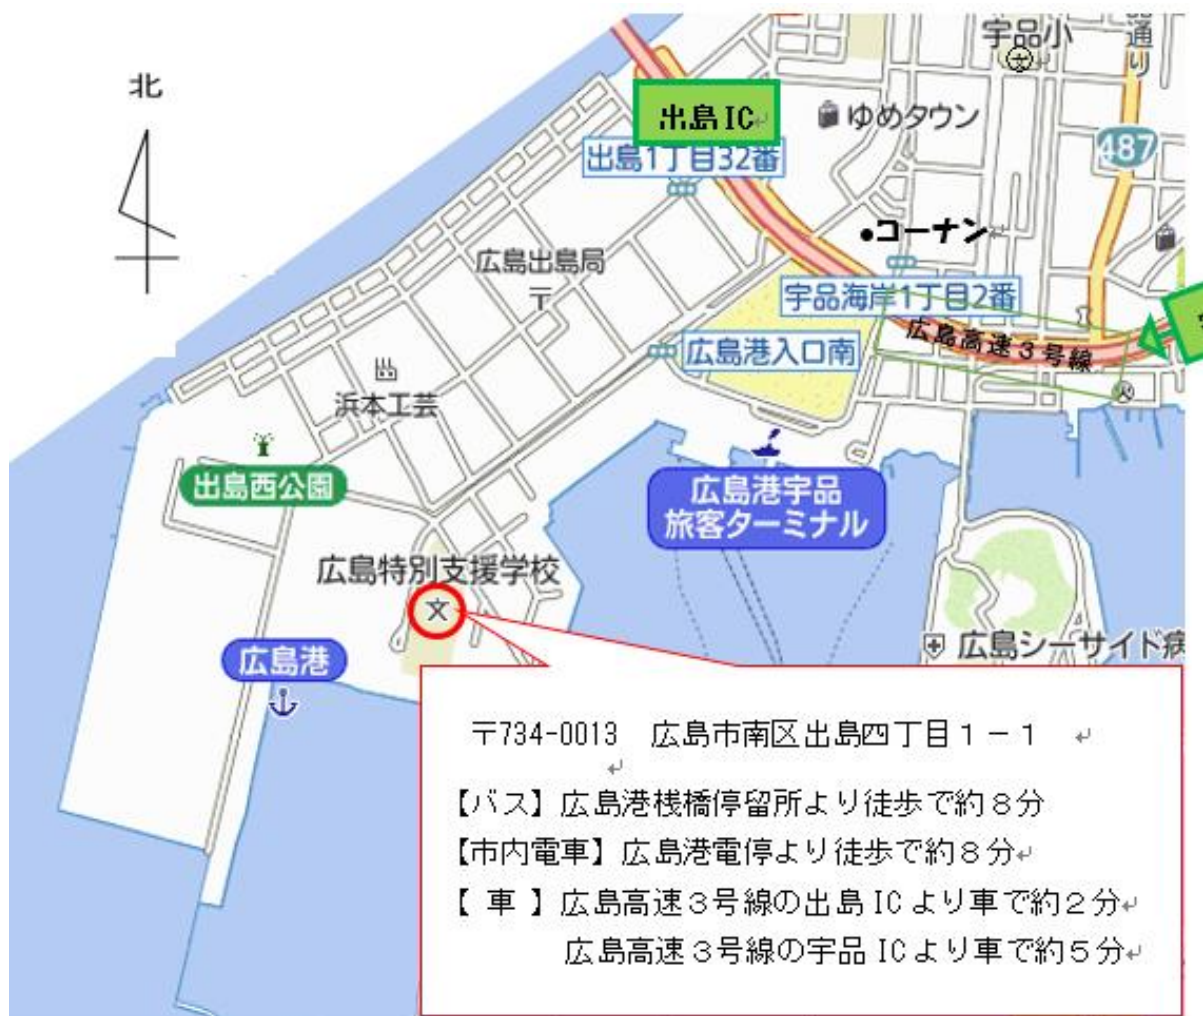 北
宇品小
文
通り
出島IC
ゆめタウン
出島1丁目32番
487
コーナン
広島出島局
〒
宇品海岸1丁目2番
広島高速3号線
広島港入口南
浜本工芸
出島西公園
広島港宇品
旅客ターミナル
広島特別支援学校
文
広島港
広島シーサイド病
〒734-0013　広島市南区出島四丁目１－１
【バス】広島港桟橋停留所より徒歩で約８分
【市内電車】広島港電停より徒歩で約８分
【 車 】広島高速３号線の出島 IC より車で約２分
広島高速３号線の宇品 IC より車で約５分